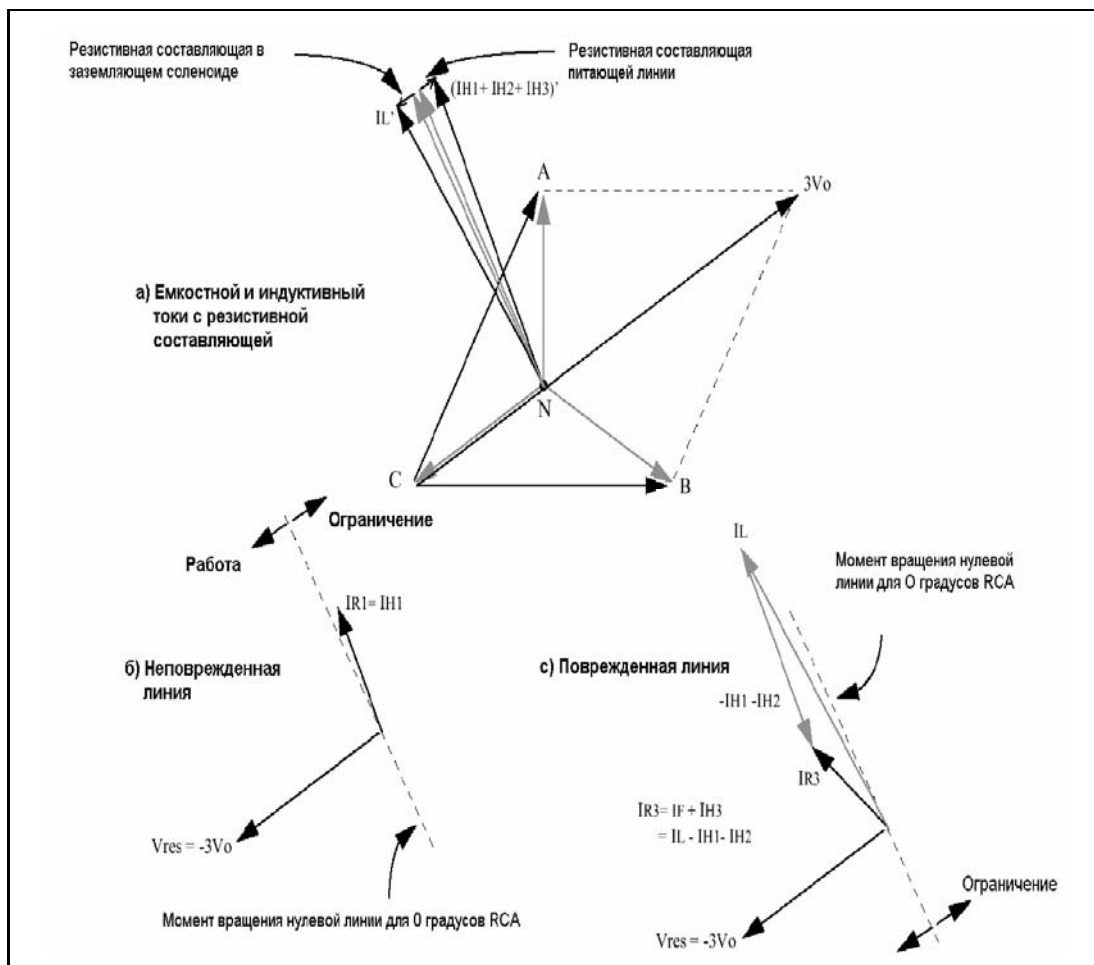 Резистивная составляющая в
заземляющем соленоиде
Резистивная составляющая
питающей линии
(IH1+ IH2+ IH3)'
IL'
A
3Vo
а) Емкостной и индуктивный
токи с резистивной
составляющей
N
C
B
Ограничение
Работа
IR1= IH1
б) Неповрежденная
линия
Vres = -3Vo
Момент вращения нулевой линии для 0 градусов RCA
IL
Момент вращения нулевой
линии для О градусов RCA
с) Поврежденная линия
-IH1 -IH2
IR3
IR3= IF + IH3
= IL - IH1- IH2
Ограничение
Vres = -3Vo